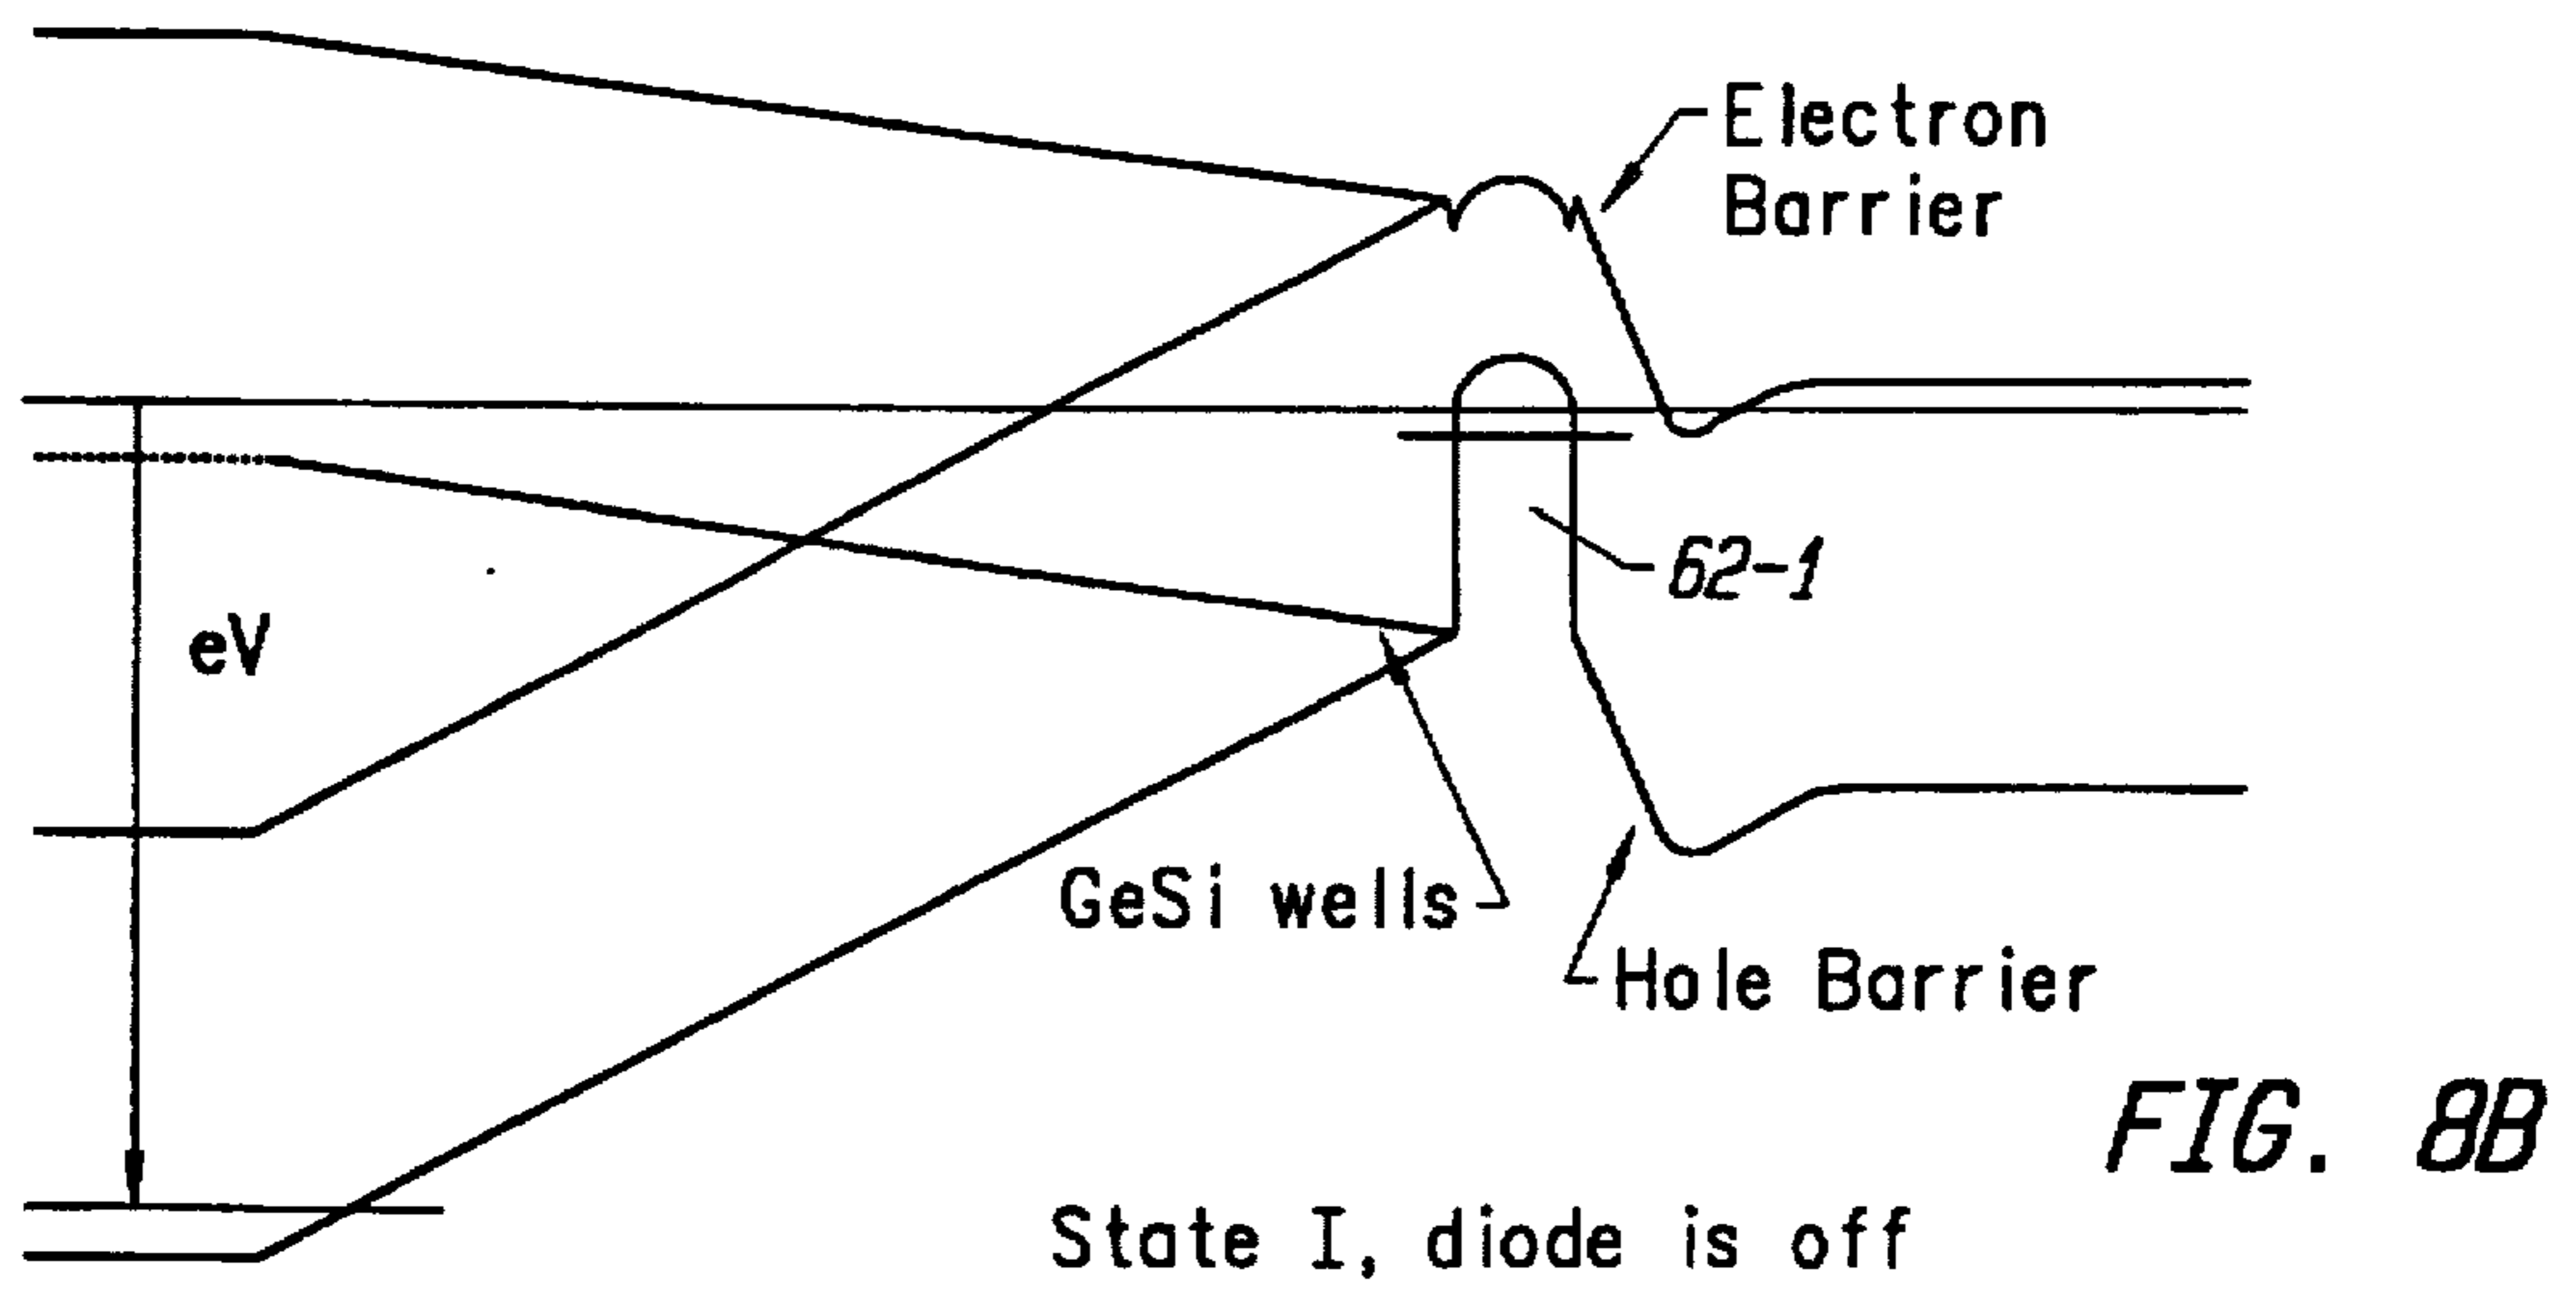 Electron
Barrier
62-1
eV
GeSi wells
Hole Barrier
FIG. 8B
State I, diode is off